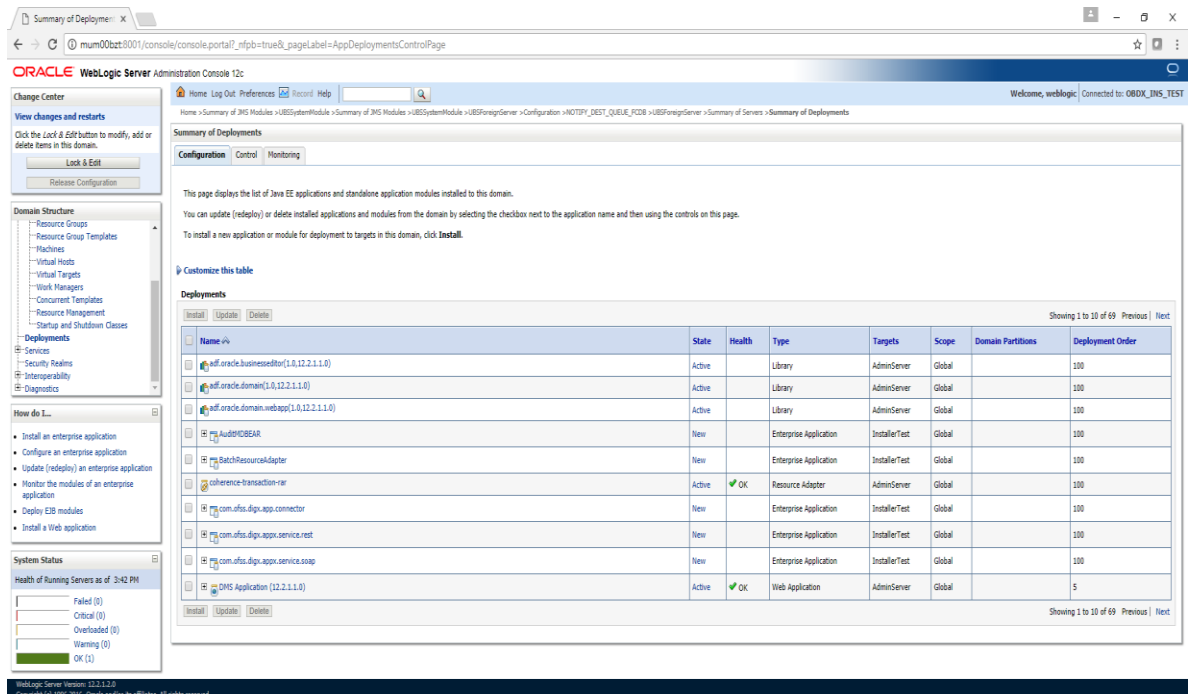 Summary of Deployment X
mum00bzt:8001/console/console.portal?_nfpb=true&_pageLabel=AppDeploymentsControlPage
ORACLE WebLogic Server Administration Console 12c
Change Center
View changes and restarts
Click the Lock & Edit button to modify, add or
delete items in this domain.
Lock & Edit
Release Configuration
Domain Structure
Resource Groups
Resource Group Templates
Machines
Virtual Hosts
Virtual Targets
Work Managers
Concurrent Templates
Resource Management
Startup and Shutdown Classes
Deployments
Services
Security Realms
Interoperability
Diagnostics
How do I...
Install an enterprise application
Configure an enterprise application
Update (redeploy) an enterprise application
Monitor the modules of an enterprise
application
Deploy EJB modules
Install a Web application
System Status
Health of Running Servers as of 3:42 PM
Failed (0)
Critical (0)
Overloaded (0)
Warning (0)
OK (1)
Home Log Out Preferences Record Help
Welcome, weblogic Connected to: OBDX_INS_TEST
Home >Summary of JMS Modules >UBSSystemModule >Summary of JMS Modules >UBSSystemModule >UBSForeignServer >Configuration >NOTIFY_DEST_QUEUE_FCDB >UBSForeignServer >Summary of Servers >Summary of Deployments
Summary of Deployments
Configuration Control Monitoring
This page displays the list of Java EE applications and standalone application modules installed to this domain.
You can update (redeploy) or delete installed applications and modules from the domain by selecting the checkbox next to the application name and then using the controls on this page.
To install a new application or module for deployment to targets in this domain, click Install.
Customize this table
Deployments
Install Update Delete Showing 1 to 10 of 69 Previous | Next
Name State Health Type Targets Scope Domain Partitions Deployment Order
adf.oracle.businesseditor(1.0,12.2.1.1.0) Active Library AdminServer Global 100
adf.oracle.domain(1.0,12.2.1.1.0) Active Library AdminServer Global 100
adf.oracle.domain.webapp(1.0,12.2.1.1.0) Active Library AdminServer Global 100
AuditMDBEAR New Enterprise Application InstallerTest Global 100
BatchResourceAdapter New Enterprise Application InstallerTest Global 100
coherence-transaction-rar Active OK Resource Adapter AdminServer Global 100
com.ofss.digx.app.connector New Enterprise Application InstallerTest Global 100
com.ofss.digx.appx.service.rest New Enterprise Application InstallerTest Global 100
com.ofss.digx.appx.service.soap New Enterprise Application InstallerTest Global 100
DMS Application (12.2.1.1.0) Active OK Web Application AdminServer Global 5
Install Update Delete Showing 1 to 10 of 69 Previous | Next
WebLogic Server Version: 12.2.1.2.0